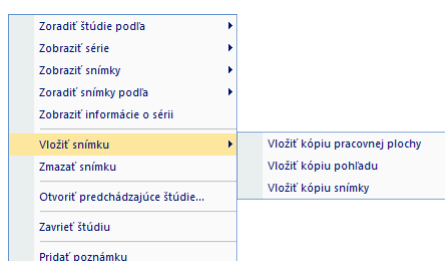 Zoradiť štúdie podľa
Zobraziť série
Zobraziť snímky
Zoradiť snímky podľa
Zobraziť informácie o sérii
Vložiť snímku
Vložiť kópiu pracovnej plochy
Zmazať snímku
Vložiť kópiu pohľadu
Vložiť kópiu snímky
Otvoriť predchádzajúce štúdie...
Zavrieť štúdiu
Pridať poznámku